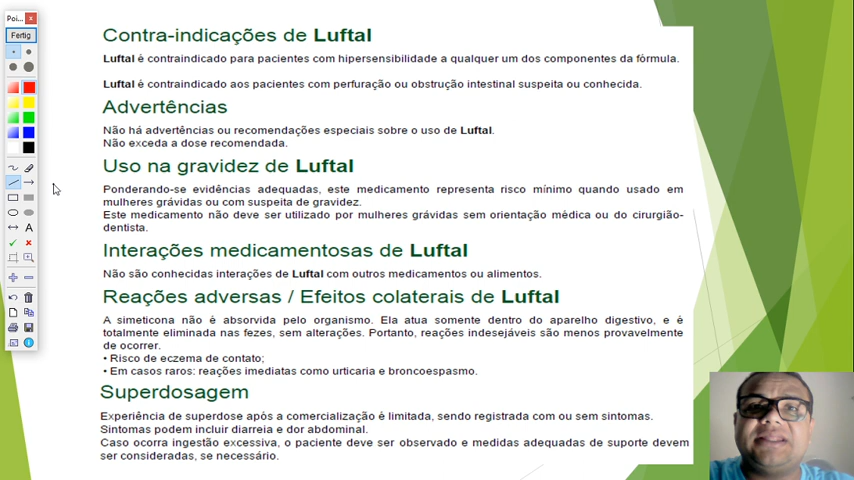 Poi...
Fertig
A
Contra-indicações de Luftal
Luftal é contraindicado para pacientes com hipersensibilidade a qualquer um dos componentes da fórmula.
Luftal é contraindicado aos pacientes com perfuração ou obstrução intestinal suspeita ou conhecida.
Advertências
Não há advertências ou recomendações especiais sobre o uso de Luftal.
Não exceda a dose recomendada.
Uso na gravidez de Luftal
Ponderando-se evidências adequadas, este medicamento representa risco mínimo quando usado em
mulheres grávidas ou com suspeita de gravidez.
Este medicamento não deve ser utilizado por mulheres grávidas sem orientação médica ou do cirurgião-
dentista.
Interações medicamentosas de Luftal
Não são conhecidas interações de Luftal com outros medicamentos ou alimentos.
Reações adversas / Efeitos colaterais de Luftal
A simeticona não é absorvida pelo organismo. Ela atua somente dentro do aparelho digestivo, e é
totalmente eliminada nas fezes, sem alterações. Portanto, reações indesejáveis são menos provavelmente
de ocorrer.
• Risco de eczema de contato;
• Em casos raros: reações imediatas como urticaria e broncoespasmo.
Superdosagem
Experiência de superdose após a comercialização é limitada, sendo registrada com ou sem sintomas.
Sintomas podem incluir diarreia e dor abdominal.
Caso ocorra ingestão excessiva, o paciente deve ser observado e medidas adequadas de suporte devem
ser consideradas, se necessário.